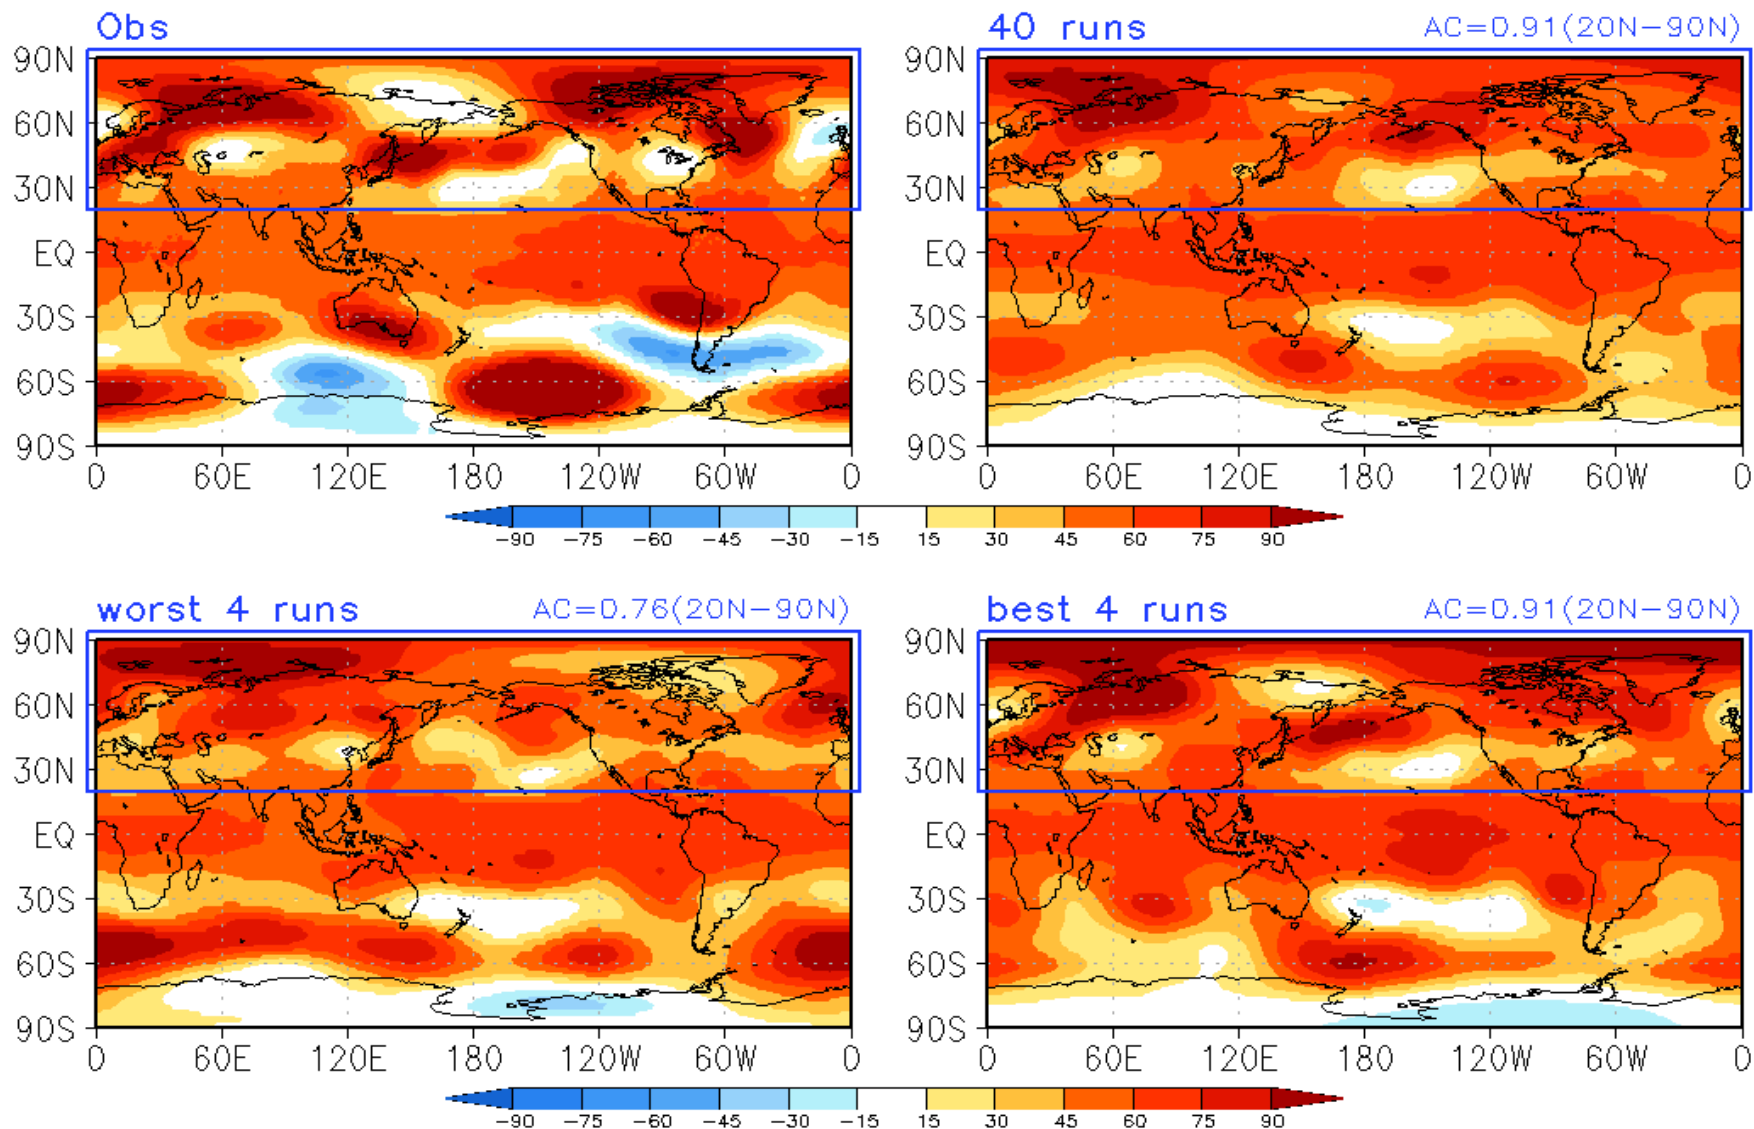 Obs
40 runs AC=0.91(20N−90N)
90N 90N
60N 60N
30N 30N
EQ EQ
30S 30S
60S 60S
90S 90S
0 60E 120E 180 120W 60W 0 0 60E 120E 180 120W 60W 0
−90 −75 −60 −45 −30 −15 15 30 45 60 75 90
worst 4 runs AC=0.76(20N−90N) best 4 runs AC=0.91(20N−90N)
90N 90N
60N 60N
30N 30N
EQ EQ
30S 30S
60S 60S
90S 90S
0 60E 120E 180 120W 60W 0 0 60E 120E 180 120W 60W 0
−90 −75 −60 −45 −30 −15 15 30 45 60 75 90